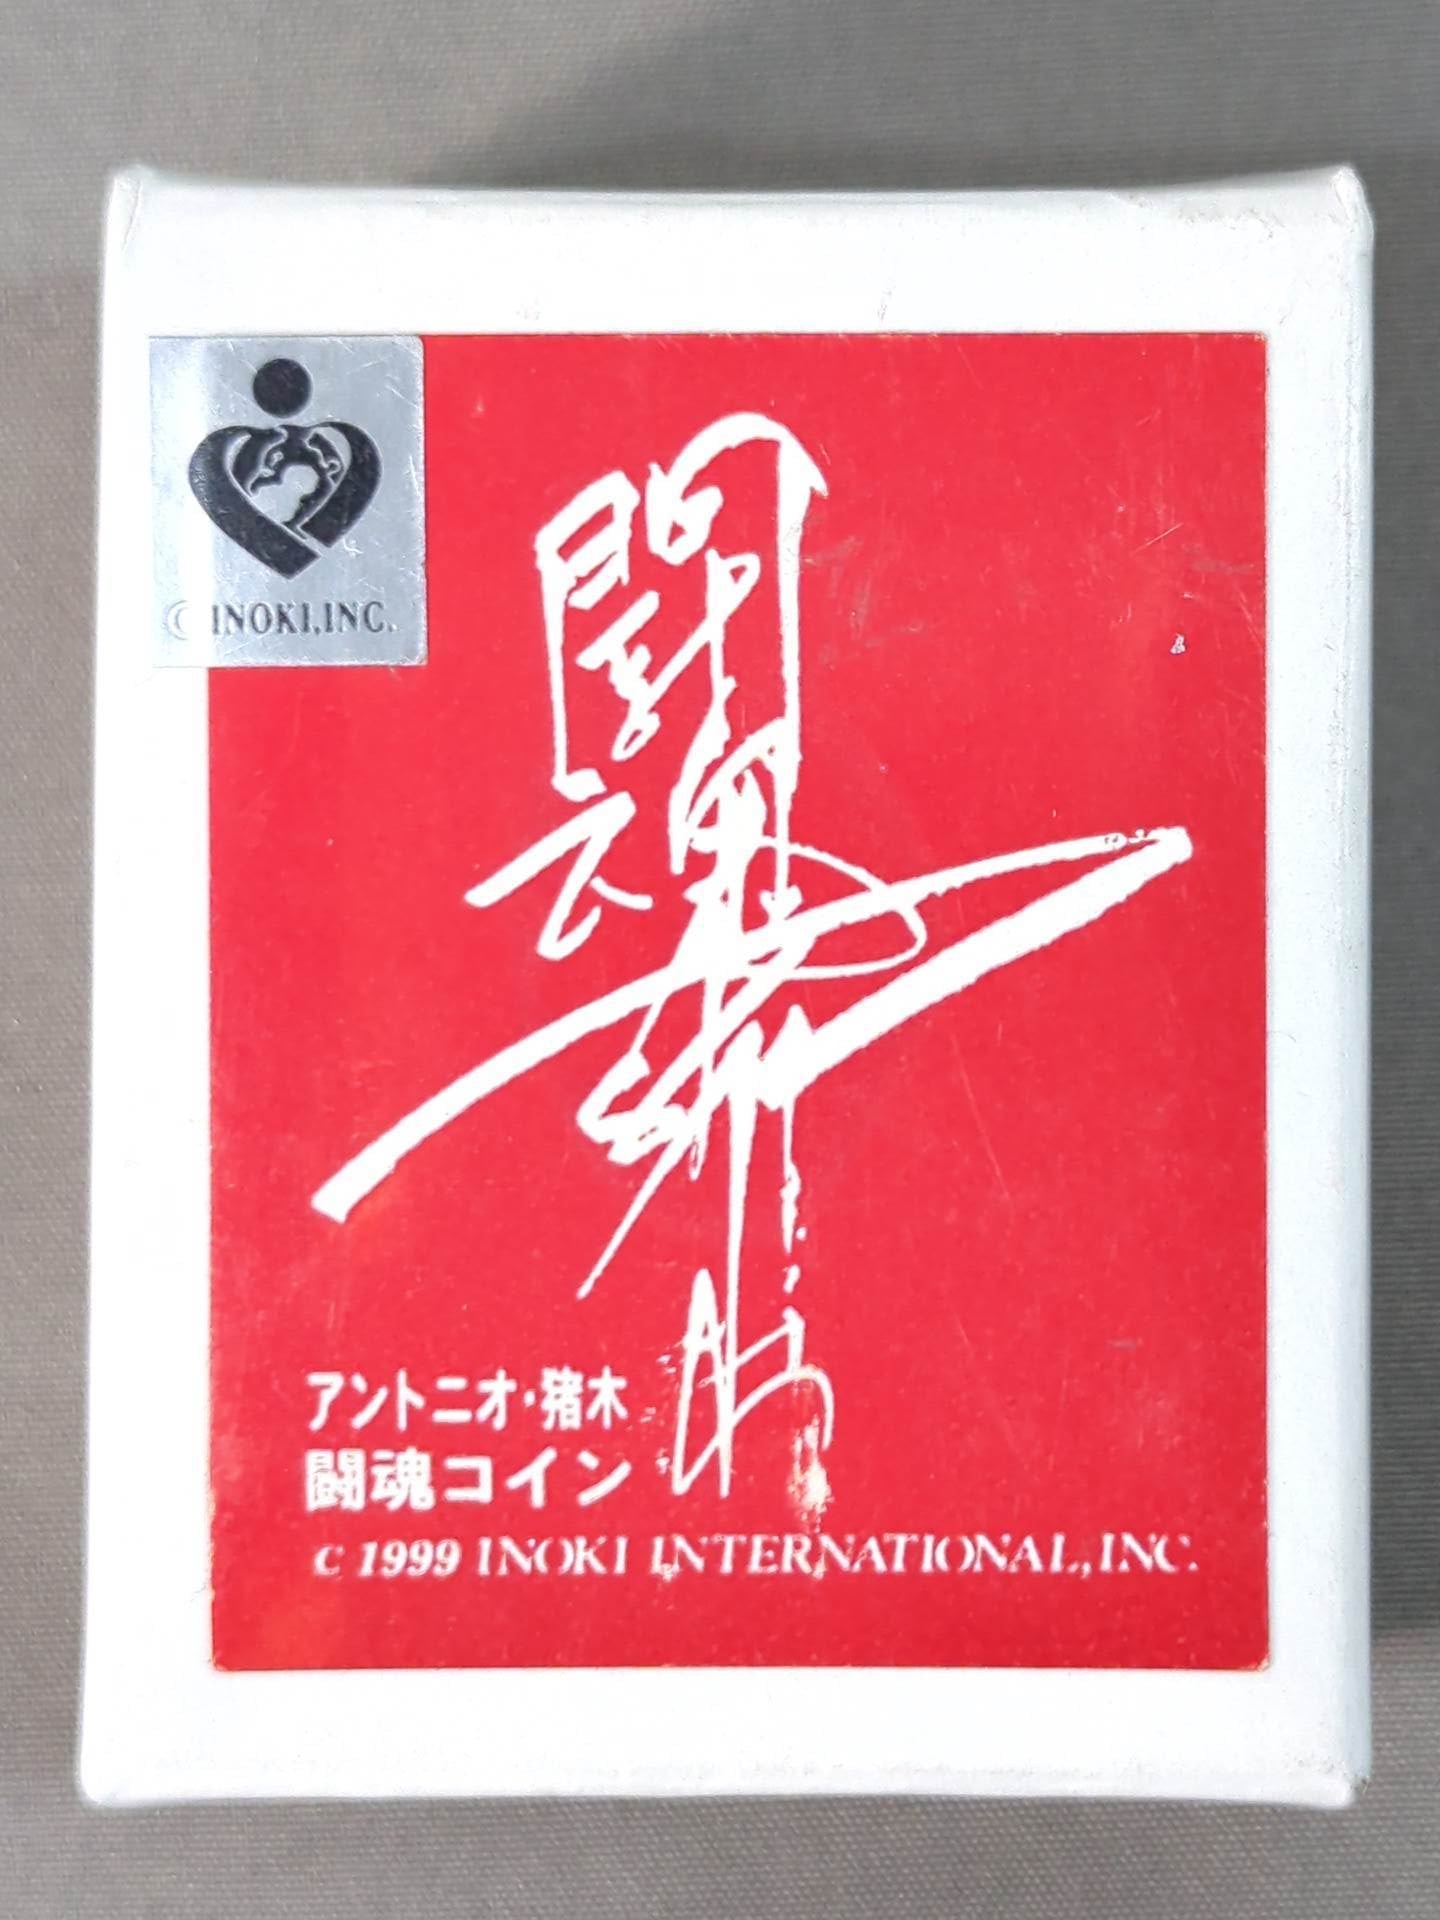 © INOKI,INC.
闘魂
アントニオ・猪木
闘魂コイン
c 1999 INOKI INTERNATIONAL, INC.